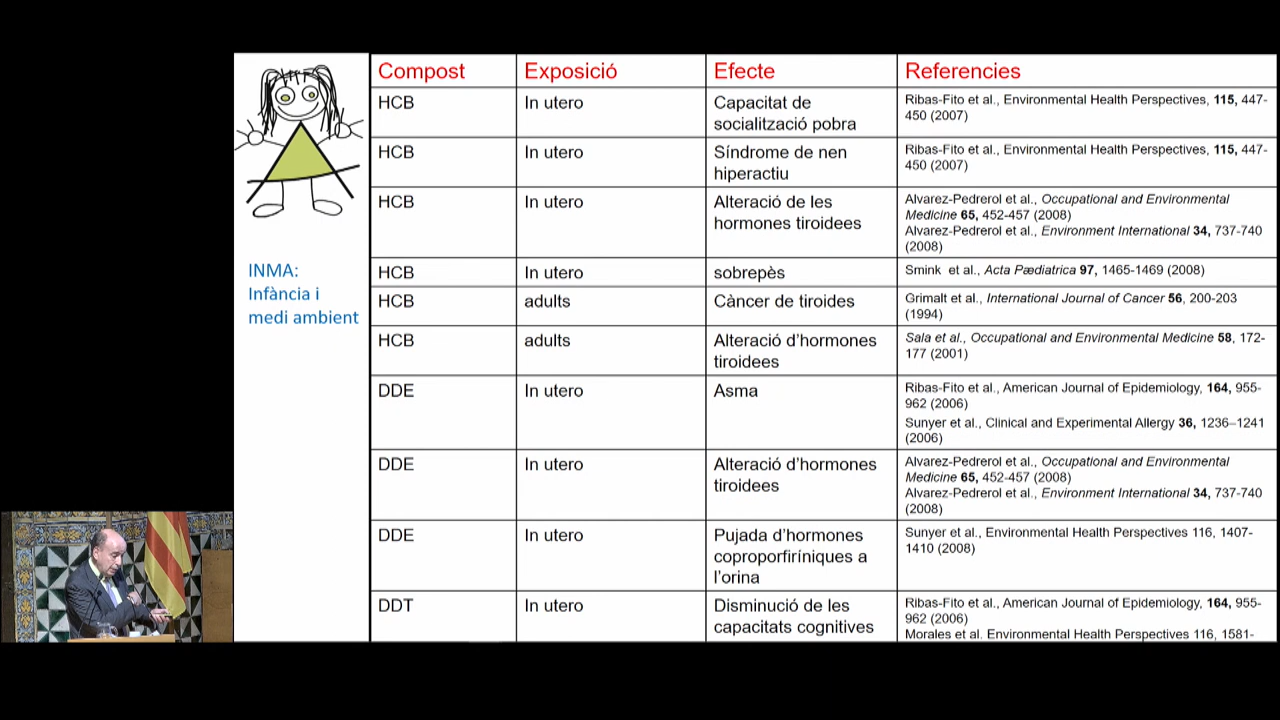 INMA:
Infància i
medi ambient
Compost Exposició Efecte Referencies
HCB In utero Capacitat de socialització pobra Ribas-Fito et al., Environmental Health Perspectives, 115, 447-450 (2007)
HCB In utero Síndrome de nen hiperactiu Ribas-Fito et al., Environmental Health Perspectives, 115, 447-450 (2007)
HCB In utero Alteració de les hormones tiroidees Alvarez-Pedrerol et al., Occupational and Environmental Medicine 65, 452-457 (2008) Alvarez-Pedrerol et al., Environment International 34, 737-740 (2008)
HCB In utero sobrepès Smink et al., Acta Pædiatrica 97, 1465-1469 (2008)
HCB adults Càncer de tiroides Grimalt et al., International Journal of Cancer 56, 200-203 (1994)
HCB adults Alteració d'hormones tiroidees Sala et al., Occupational and Environmental Medicine 58, 172-177 (2001)
DDE In utero Asma Ribas-Fito et al., American Journal of Epidemiology, 164, 955-962 (2006) Sunyer et al., Clinical and Experimental Allergy 36, 1236–1241 (2006)
DDE In utero Alteració d'hormones tiroidees Alvarez-Pedrerol et al., Occupational and Environmental Medicine 65, 452-457 (2008) Alvarez-Pedrerol et al., Environment International 34, 737-740 (2008)
DDE In utero Pujada d'hormones coproporfiríniques a l'orina Sunyer et al., Environmental Health Perspectives 116, 1407-1410 (2008)
DDT In utero Disminució de les capacitats cognitives Ribas-Fito et al., American Journal of Epidemiology, 164, 955-962 (2006) Morales et al. Environmental Health Perspectives 116, 1581-